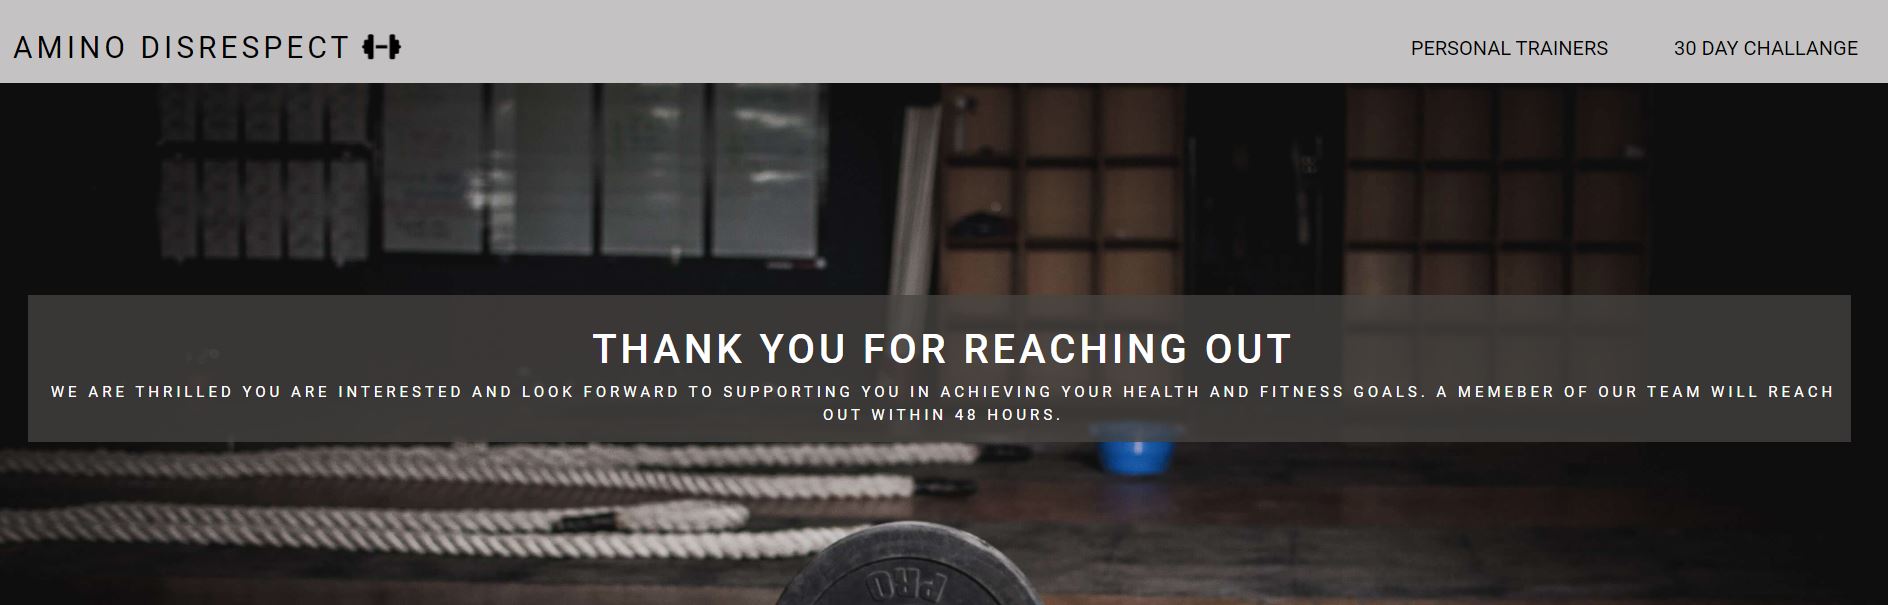 AMINO DISRESPECT
PERSONAL TRAINERS
30 DAY CHALLANGE
THANK YOU FOR REACHING OUT
WE ARE THRILLED YOU ARE INTERESTED AND LOOK FORWARD TO SUPPORTING YOU IN ACHIEVING YOUR HEALTH AND FITNESS GOALS. A MEMEBER OF OUR TEAM WILL REACH
OUT WITHIN 48 HOURS.
PRO